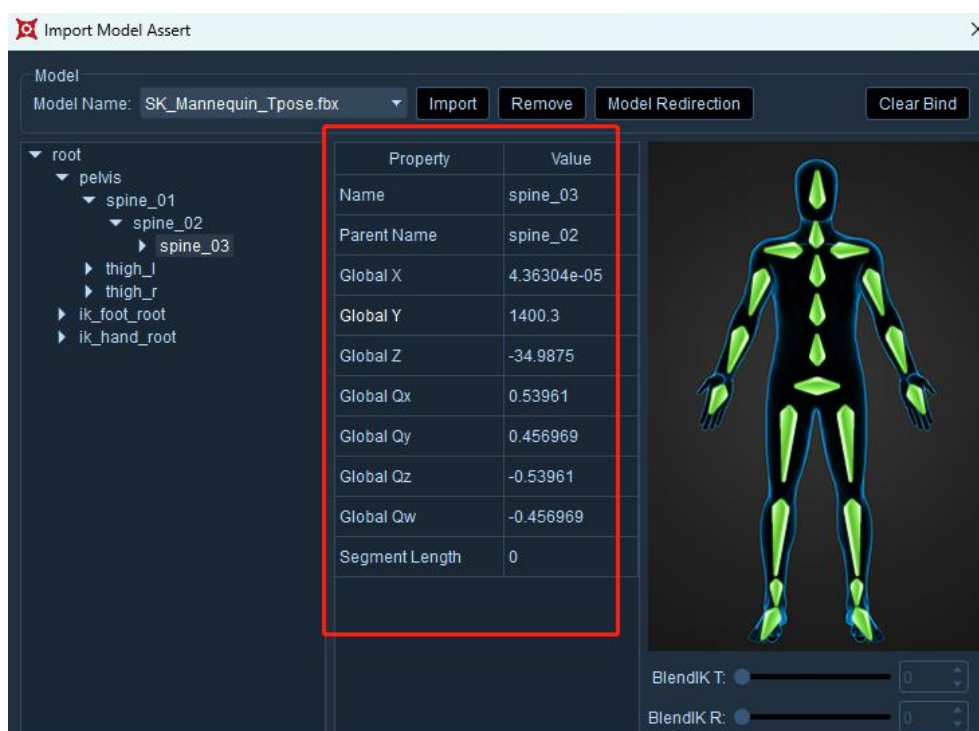 Import Model Assert
Model
Model Name: SK_Mannequin_Tpose.fbx Import Remove Model Redirection Clear Bind
root
pelvis
spine_01
spine_02
spine_03
thigh_l
thigh_r
ik_foot_root
ik_hand_root
Property Value
Name spine_03
Parent Name spine_02
Global X 4.36304e-05
Global Y 1400.3
Global Z -34.9875
Global Qx 0.53961
Global Qy 0.456969
Global Qz -0.53961
Global Qw -0.456969
Segment Length 0
BlendIK T: 0
BlendIK R: 0